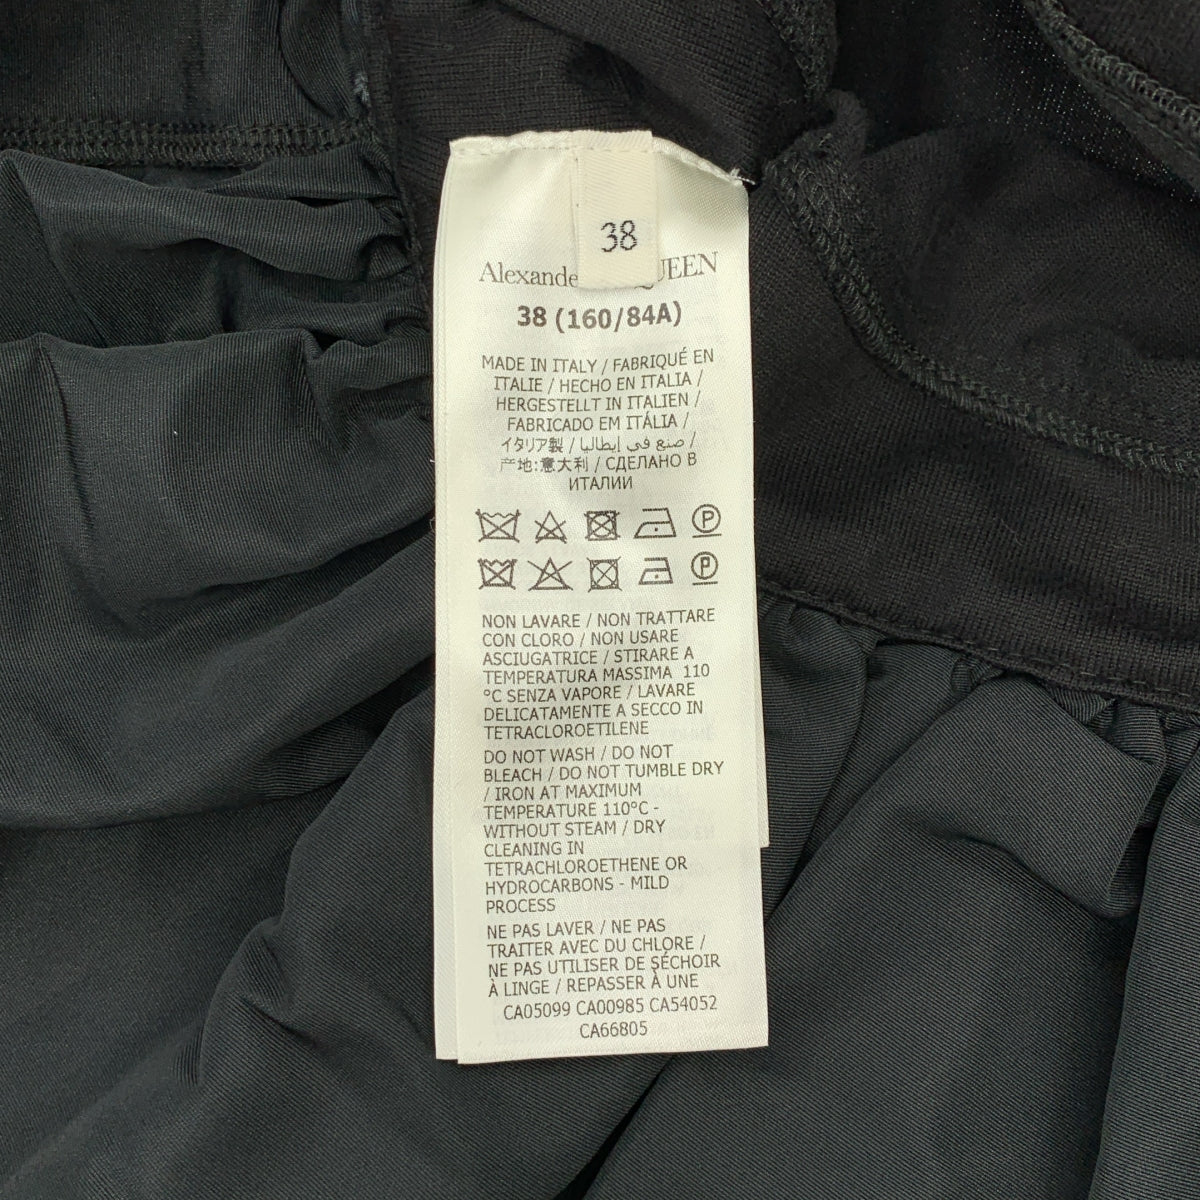 38
Alexander QUEEN
38 (160/84A)
MADE IN ITALY / FABRIQUÉ EN
ITALIE / HECHO EN ITALIA /
HERGESTELLT IN ITALIEN /
FABRICADO EM ITÁLIA /
イタリア製 / صنع في إيطاليا /
产地:意大利 / СДЕЛАНО В
ИТАЛИИ
P
P
NON LAVARE / NON TRATTARE
CON CLORO / NON USARE
ASCIUGATRICE / STIRARE A
TEMPERATURA MASSIMA 110
°C SENZA VAPORE / LAVARE
DELICATAMENTE A SECCO IN
TETRACLOROETILENE
DO NOT WASH / DO NOT
BLEACH / DO NOT TUMBLE DRY
/ IRON AT MAXIMUM
TEMPERATURE 110°C -
WITHOUT STEAM / DRY
CLEANING IN
TETRACHLOROETHENE OR
HYDROCARBONS - MILD
PROCESS
NE PAS LAVER / NE PAS
TRAITER AVEC DU CHLORE /
NE PAS UTILISER DE SÉCHOIR
À LINGE / REPASSER À UNE
CA05099 CA00985 CA54052
CA66805